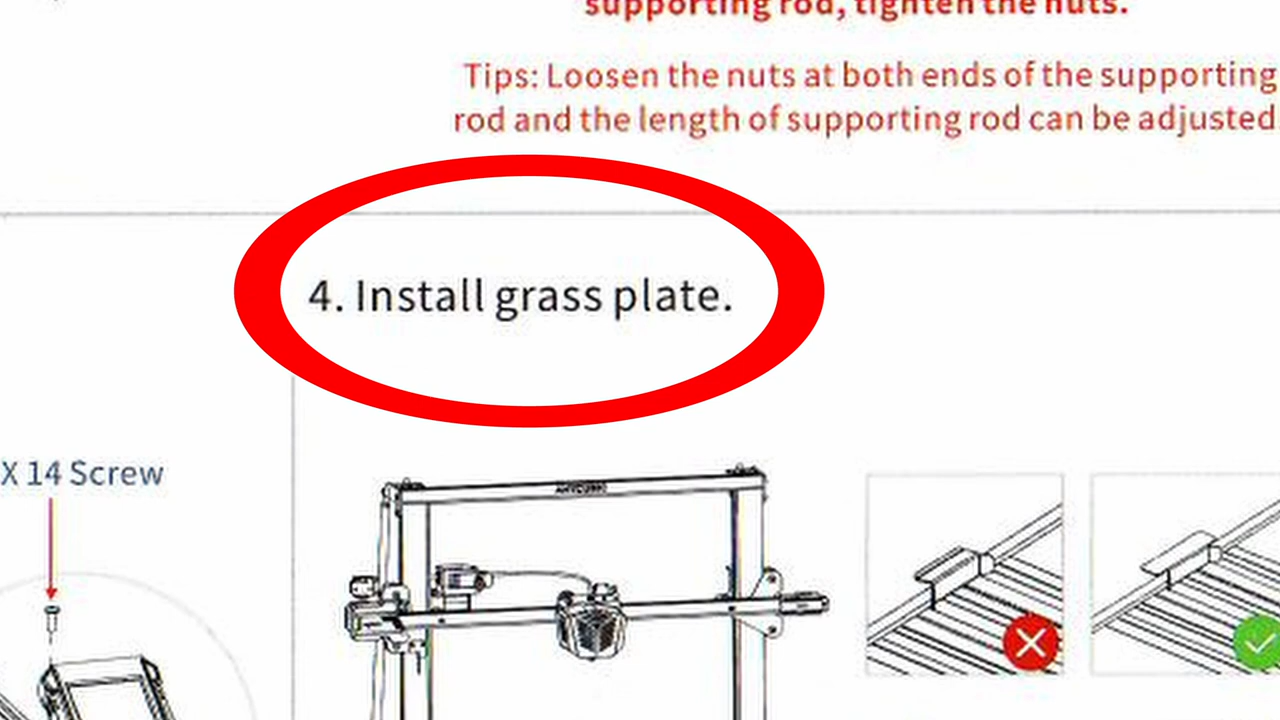 supporting rod, tighten the nuts.
Tips: Loosen the nuts at both ends of the supporting
rod and the length of supporting rod can be adjusted
4. Install grass plate.
X 14 Screw